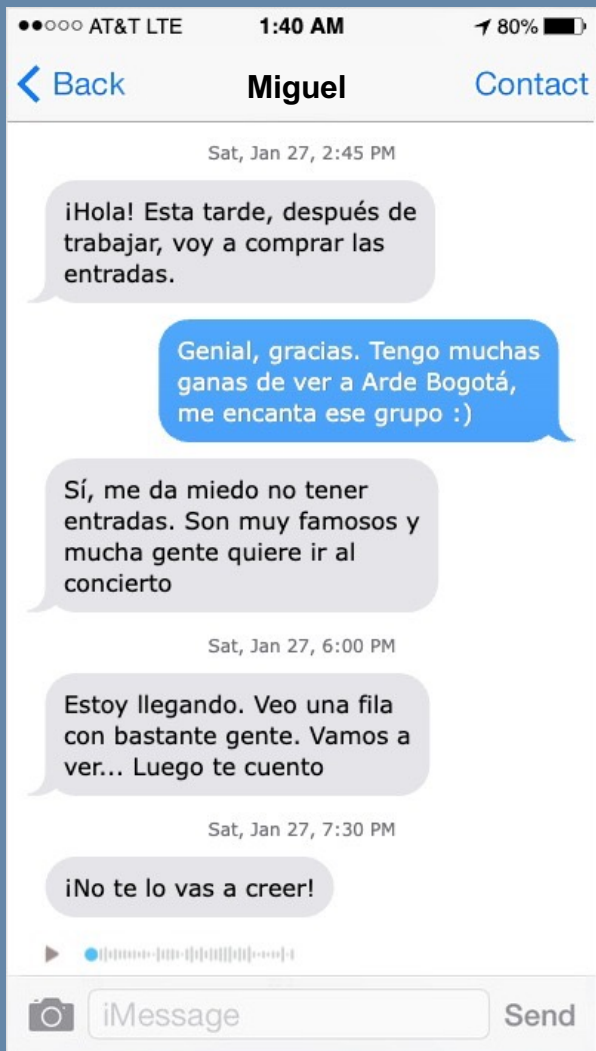 AT&T LTE 1:40 AM 80%
Back Miguel Contact
Sat, Jan 27, 2:45 PM
¡Hola! Esta tarde, después de
trabajar, voy a comprar las
entradas.
Genial, gracias. Tengo muchas
ganas de ver a Arde Bogotá,
me encanta ese grupo :)
Sí, me da miedo no tener
entradas. Son muy famosos y
mucha gente quiere ir al
concierto
Sat, Jan 27, 6:00 PM
Estoy llegando. Veo una fila
con bastante gente. Vamos a
ver... Luego te cuento
Sat, Jan 27, 7:30 PM
¡No te lo vas a creer!
iMessage Send